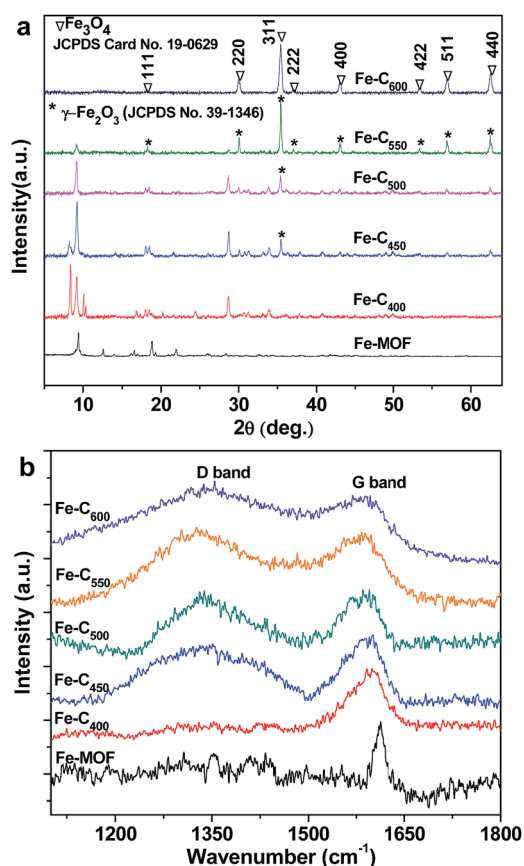 a
▽Fe₃O₄
JCPDS Card No. 19-0629
111
220
311
222
400
422
511
440
Fe-C₆₀₀
* γ-Fe₂O₃ (JCPDS No. 39-1346)
Fe-C₅₅₀
Fe-C₅₀₀
Fe-C₄₅₀
Fe-C₄₀₀
Fe-MOF
Intensity(a.u.)
10 20 30 40 50 60
2θ (deg.)
b
D band G band
Fe-C₆₀₀
Fe-C₅₅₀
Fe-C₅₀₀
Fe-C₄₅₀
Fe-C₄₀₀
Fe-MOF
Intensity (a.u.)
1200 1350 1500 1650 1800
Wavenumber (cm⁻¹)